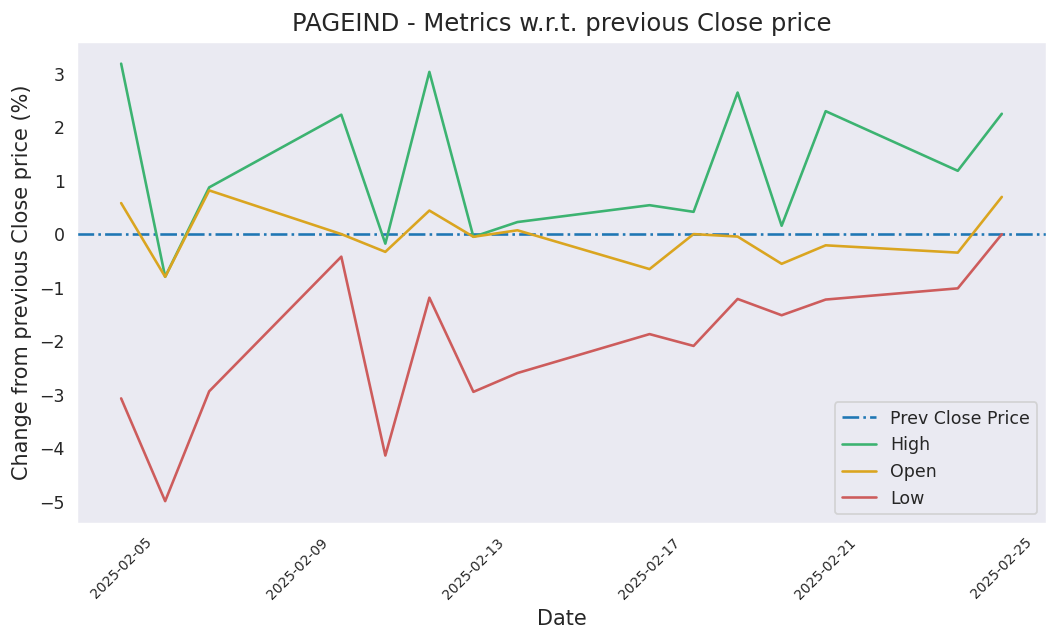 PAGEIND - Metrics w.r.t. previous Close price
Change from previous Close price (%)
3
2
1
0
−1
−2
−3
−4
−5
Prev Close Price
High
Open
Low
2025-02-05
2025-02-09
2025-02-13
2025-02-17
2025-02-21
2025-02-25
Date